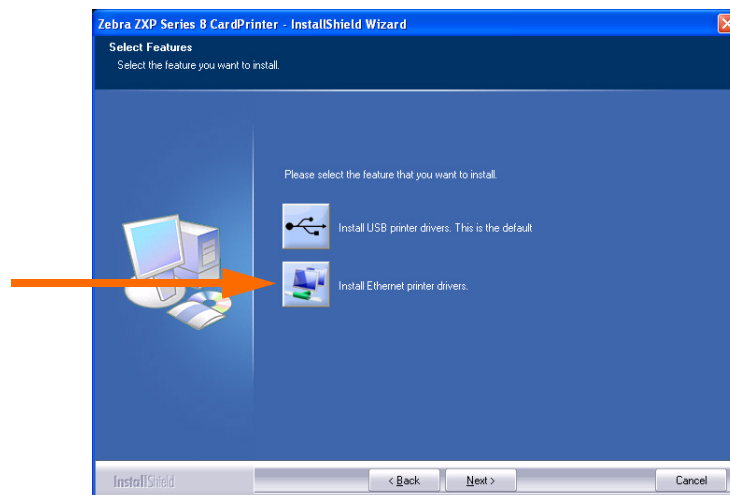 Zebra ZXP Series 8 CardPrinter - InstallShield Wizard
Select Features
Select the feature you want to install.
Please select the feature that you want to install.
Install USB printer drivers. This is the default
Install Ethernet printer drivers.
InstallShield
< Back Next > Cancel